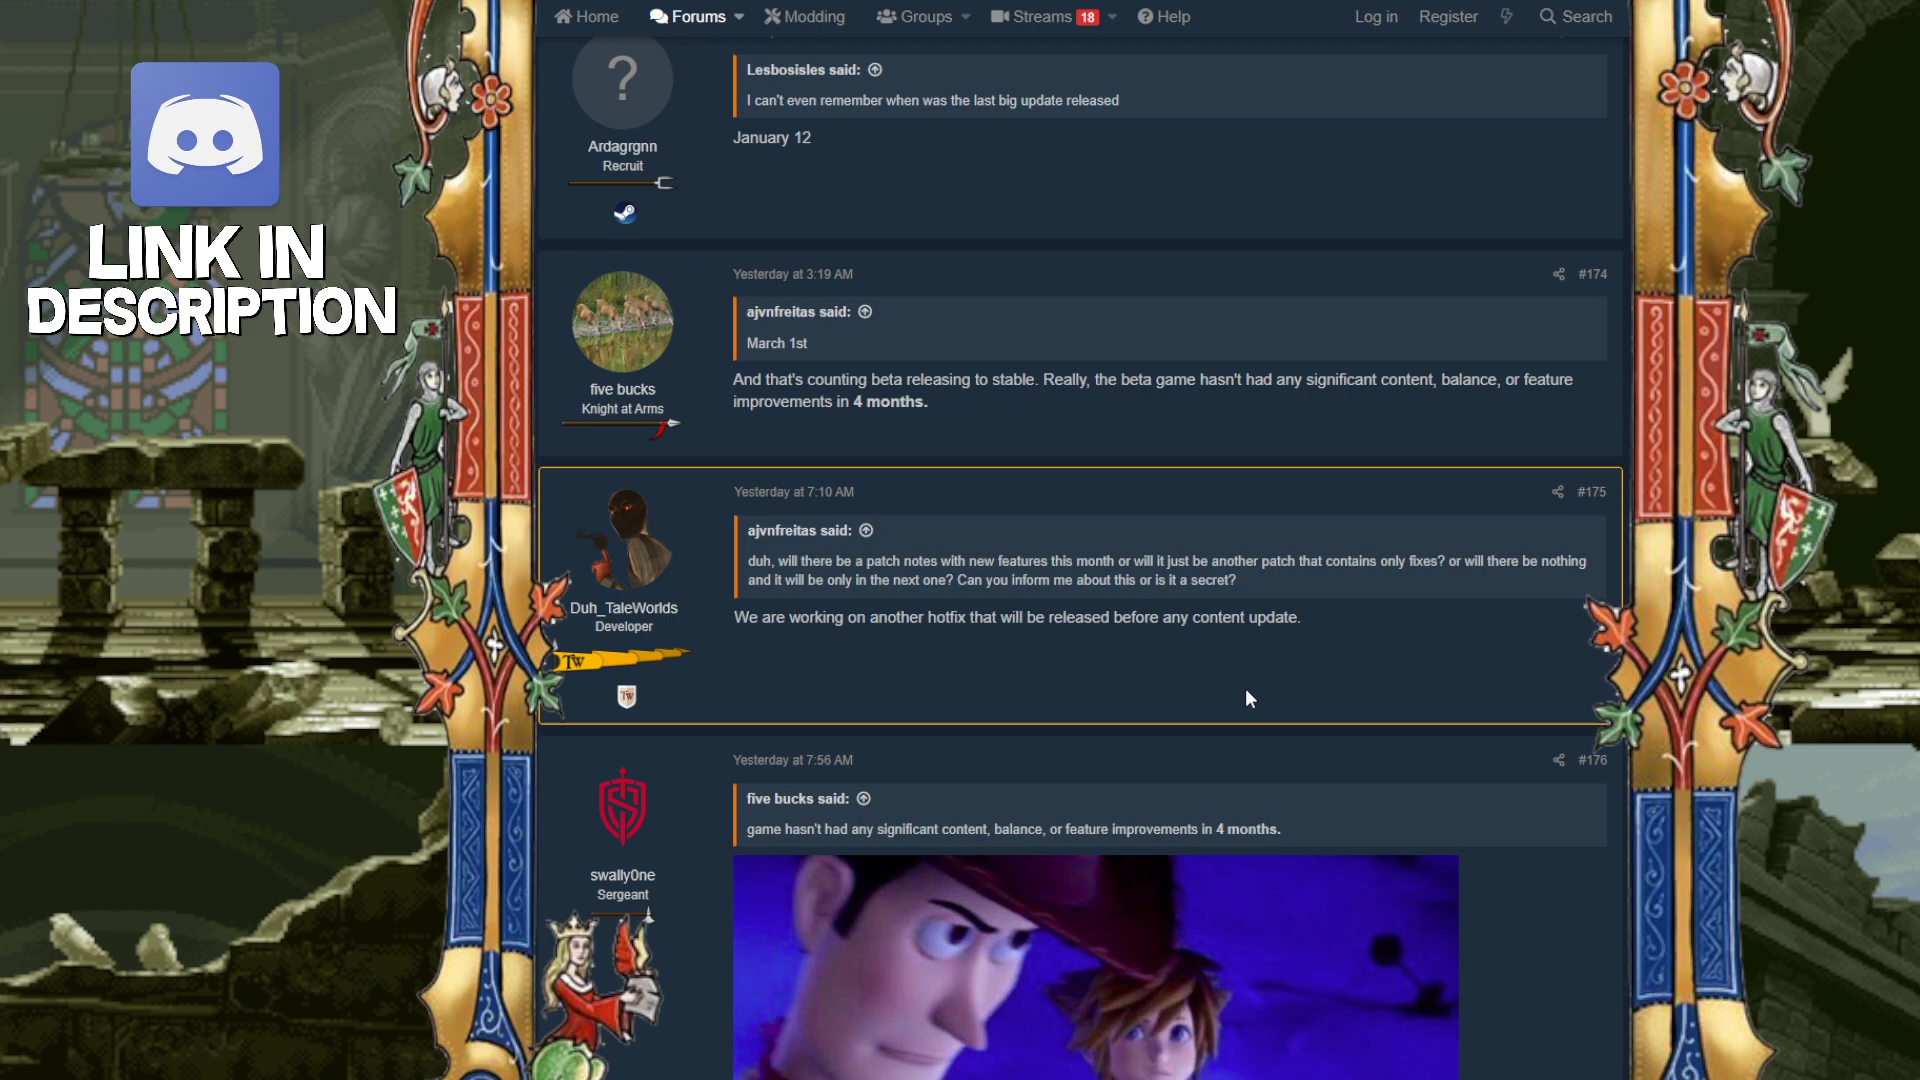 Home
Forums
Modding
Groups
Streams 18
Help
Log in
Register
Search
LINK IN
DESCRIPTION
Lesbosisles said:
I can't even remember when was the last big update released
January 12
Ardagrgnn
Recruit
Yesterday at 3:19 AM
#174
ajvnfreitas said:
March 1st
And that's counting beta releasing to stable. Really, the beta game hasn't had any significant content, balance, or feature
improvements in 4 months.
five bucks
Knight at Arms
Yesterday at 7:10 AM
#175
ajvnfreitas said:
duh, will there be a patch notes with new features this month or will it just be another patch that contains only fixes? or will there be nothing
and it will be only in the next one? Can you inform me about this or is it a secret?
We are working on another hotfix that will be released before any content update.
Duh_TaleWorlds
Developer
TW
TW
Yesterday at 7:56 AM
#176
five bucks said:
game hasn't had any significant content, balance, or feature improvements in 4 months.
swally0ne
Sergeant